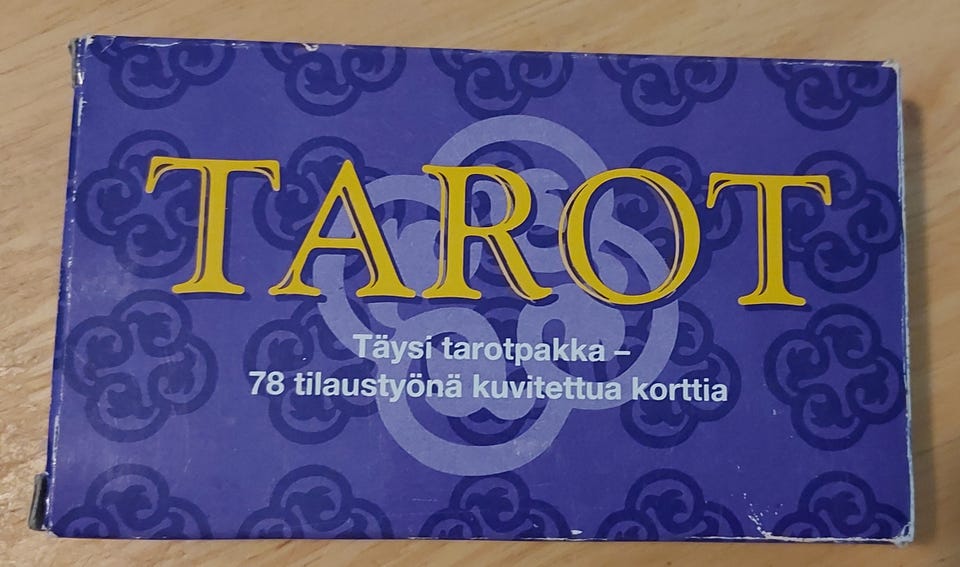 TAROT
Täysi tarotpakka –
78 tilaustyönä kuvitettua korttia